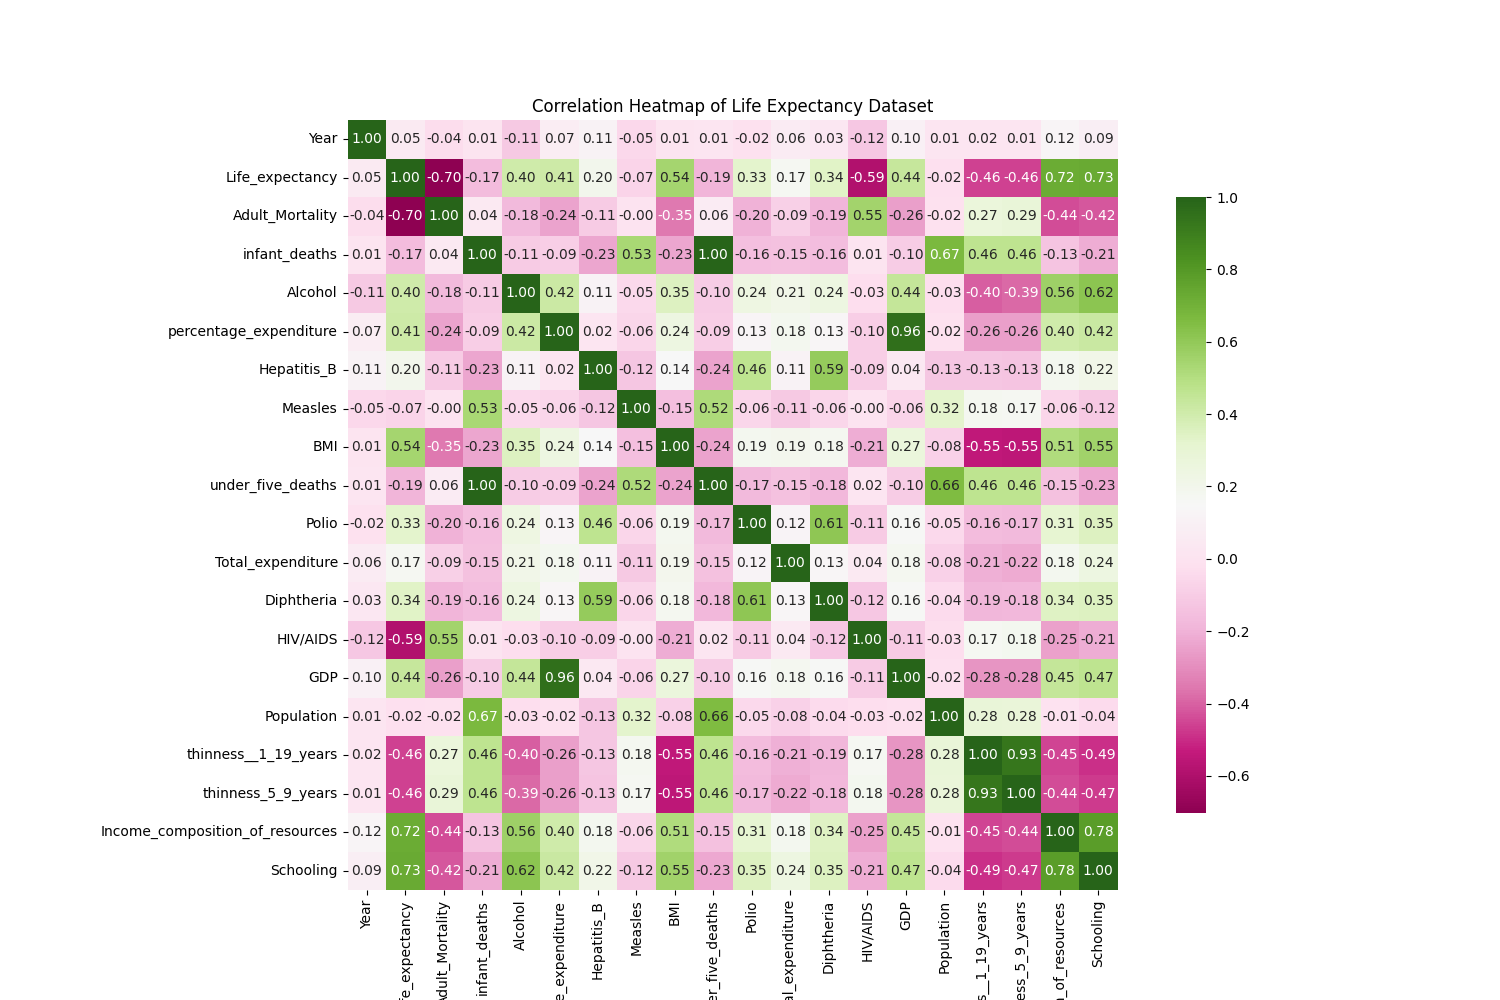 Correlation Heatmap of Life Expectancy Dataset
Year 1.00 0.05 -0.04 0.01 -0.11 0.07 0.11 -0.05 0.01 0.01 -0.02 0.06 0.03 -0.12 0.10 0.01 0.02 0.01 0.12 0.09
Life_expectancy 0.05 1.00 -0.70 -0.17 0.40 0.41 0.20 -0.07 0.54 -0.19 0.33 0.17 0.34 -0.59 0.44 -0.02 -0.46 -0.46 0.72 0.73
Adult_Mortality -0.04 -0.70 1.00 0.04 -0.18 -0.24 -0.11 -0.00 -0.35 0.06 -0.20 -0.09 -0.19 0.55 -0.26 -0.02 0.27 0.29 -0.44 -0.42
infant_deaths 0.01 -0.17 0.04 1.00 -0.11 -0.09 -0.23 0.53 -0.23 1.00 -0.16 -0.15 -0.16 0.01 -0.10 0.67 0.46 0.46 -0.13 -0.21
Alcohol -0.11 0.40 -0.18 -0.11 1.00 0.42 0.11 -0.05 0.35 -0.10 0.24 0.21 0.24 -0.03 0.44 -0.03 -0.40 -0.39 0.56 0.62
percentage_expenditure 0.07 0.41 -0.24 -0.09 0.42 1.00 0.02 -0.06 0.24 -0.09 0.13 0.18 0.13 -0.10 0.96 -0.02 -0.26 -0.26 0.40 0.42
Hepatitis_B 0.11 0.20 -0.11 -0.23 0.11 0.02 1.00 -0.12 0.14 -0.24 0.46 0.11 0.59 -0.09 0.04 -0.13 -0.13 -0.13 0.18 0.22
Measles -0.05 -0.07 -0.00 0.53 -0.05 -0.06 -0.12 1.00 -0.15 0.52 -0.06 -0.11 -0.06 -0.00 -0.06 0.32 0.18 0.17 -0.06 -0.12
BMI 0.01 0.54 -0.35 -0.23 0.35 0.24 0.14 -0.15 1.00 -0.24 0.19 0.19 0.18 -0.21 0.27 -0.08 -0.55 -0.55 0.51 0.55
under_five_deaths 0.01 -0.19 0.06 1.00 -0.10 -0.09 -0.24 0.52 -0.24 1.00 -0.17 -0.15 -0.18 0.02 -0.10 0.66 0.46 0.46 -0.15 -0.23
Polio -0.02 0.33 -0.20 -0.16 0.24 0.13 0.46 -0.06 0.19 -0.17 1.00 0.12 0.61 -0.11 0.16 -0.05 -0.16 -0.17 0.31 0.35
Total_expenditure 0.06 0.17 -0.09 -0.15 0.21 0.18 0.11 -0.11 0.19 -0.15 0.12 1.00 0.13 0.04 0.18 -0.08 -0.21 -0.22 0.18 0.24
Diphtheria 0.03 0.34 -0.19 -0.16 0.24 0.13 0.59 -0.06 0.18 -0.18 0.61 0.13 1.00 -0.12 0.16 -0.04 -0.19 -0.18 0.34 0.35
HIV/AIDS -0.12 -0.59 0.55 0.01 -0.03 -0.10 -0.09 -0.00 -0.21 0.02 -0.11 0.04 -0.12 1.00 -0.11 -0.03 0.17 0.18 -0.25 -0.21
GDP 0.10 0.44 -0.26 -0.10 0.44 0.96 0.04 -0.06 0.27 -0.10 0.16 0.18 0.16 -0.11 1.00 -0.02 -0.28 -0.28 0.45 0.47
Population 0.01 -0.02 -0.02 0.67 -0.03 -0.02 -0.13 0.32 -0.08 0.66 -0.05 -0.08 -0.04 -0.03 -0.02 1.00 0.28 0.28 -0.01 -0.04
thinness__1_19_years 0.02 -0.46 0.27 0.46 -0.40 -0.26 -0.13 0.18 -0.55 0.46 -0.16 -0.21 -0.19 0.17 -0.28 0.28 1.00 0.93 -0.45 -0.49
thinness_5_9_years 0.01 -0.46 0.29 0.46 -0.39 -0.26 -0.13 0.17 -0.55 0.46 -0.17 -0.22 -0.18 0.18 -0.28 0.28 0.93 1.00 -0.44 -0.47
Income_composition_of_resources 0.12 0.72 -0.44 -0.13 0.56 0.40 0.18 -0.06 0.51 -0.15 0.31 0.18 0.34 -0.25 0.45 -0.01 -0.45 -0.44 1.00 0.78
Schooling 0.09 0.73 -0.42 -0.21 0.62 0.42 0.22 -0.12 0.55 -0.23 0.35 0.24 0.35 -0.21 0.47 -0.04 -0.49 -0.47 0.78 1.00
Year
fe_expectancy
Adult_Mortality
infant_deaths
Alcohol
e_expenditure
Hepatitis_B
Measles
BMI
er_five_deaths
Polio
al_expenditure
Diphtheria
HIV/AIDS
GDP
Population
s__1_19_years
ess_5_9_years
_of_resources
Schooling
1.0
0.8
0.6
0.4
0.2
0.0
−0.2
−0.4
−0.6